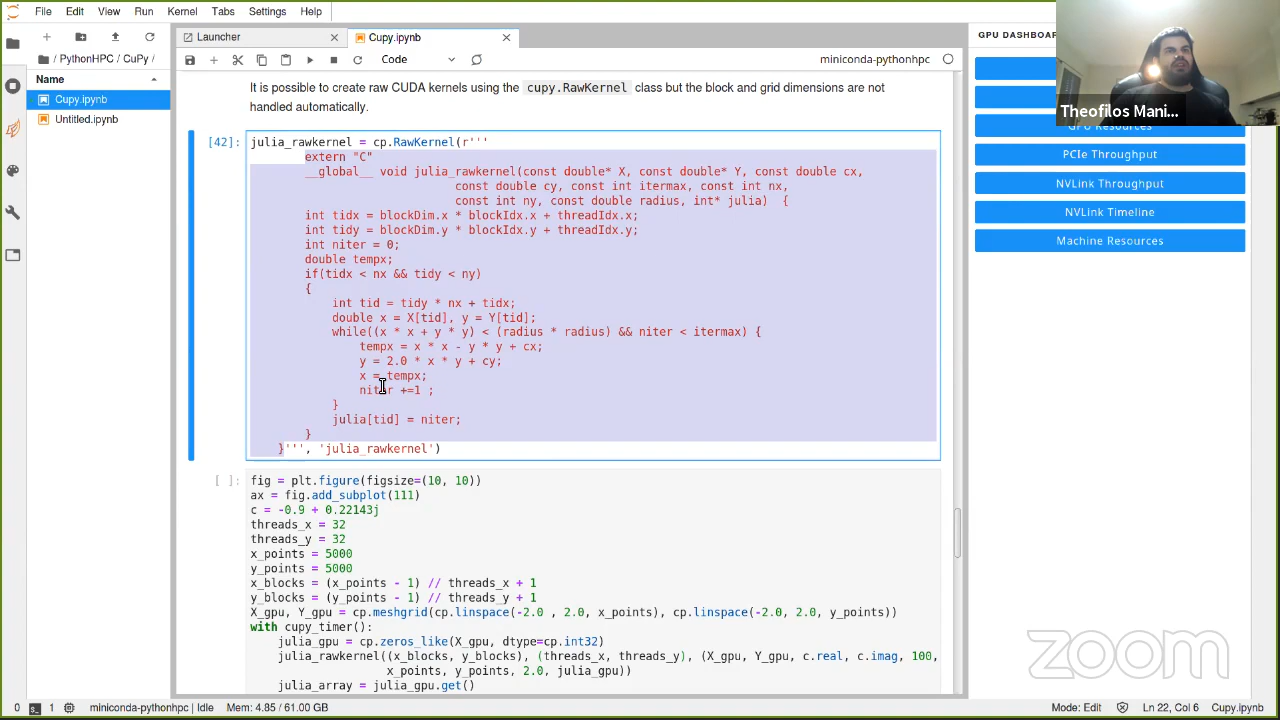 File Edit View Run Kernel Tabs Settings Help
Launcher
Cupy.ipynb
GPU DASHBOA
Theofilos Mani...
/ PythonHPC / CuPy /
Code
miniconda-pythonhpc
Name
Cupy.ipynb
Untitled.ipynb
It is possible to create raw CUDA kernels using the cupy.RawKernel class but the block and grid dimensions are not
handled automatically.
[42]:
julia_rawkernel = cp.RawKernel(r'''
extern "C"
__global__ void julia_rawkernel(const double* X, const double* Y, const double cx,
const double cy, const int itermax, const int nx,
const int ny, const double radius, int* julia) {
int tidx = blockDim.x * blockIdx.x + threadIdx.x;
int tidy = blockDim.y * blockIdx.y + threadIdx.y;
int niter = 0;
double tempx;
if(tidx < nx && tidy < ny)
{
int tid = tidy * nx + tidx;
double x = X[tid], y = Y[tid];
while((x * x + y * y) < (radius * radius) && niter < itermax) {
tempx = x * x - y * y + cx;
y = 2.0 * x * y + cy;
x = tempx;
niter +=1 ;
}
julia[tid] = niter;
}
}''', 'julia_rawkernel')
[ ]:
fig = plt.figure(figsize=(10, 10))
ax = fig.add_subplot(111)
c = -0.9 + 0.22143j
threads_x = 32
threads_y = 32
x_points = 5000
y_points = 5000
x_blocks = (x_points - 1) // threads_x + 1
y_blocks = (y_points - 1) // threads_y + 1
X_gpu, Y_gpu = cp.meshgrid(cp.linspace(-2.0 , 2.0, x_points), cp.linspace(-2.0, 2.0, y_points))
with cupy_timer():
julia_gpu = cp.zeros_like(X_gpu, dtype=cp.int32)
julia_rawkernel((x_blocks, y_blocks), (threads_x, threads_y), (X_gpu, Y_gpu, c.real, c.imag, 100,
x_points, y_points, 2.0, julia_gpu))
julia_array = julia_gpu.get()
GPU Resources
PCIe Throughput
NVLink Throughput
NVLink Timeline
Machine Resources
zoom
0 1 miniconda-pythonhpc | Idle Mem: 4.85 / 61.00 GB
Mode: Edit Ln 22, Col 6 Cupy.ipynb